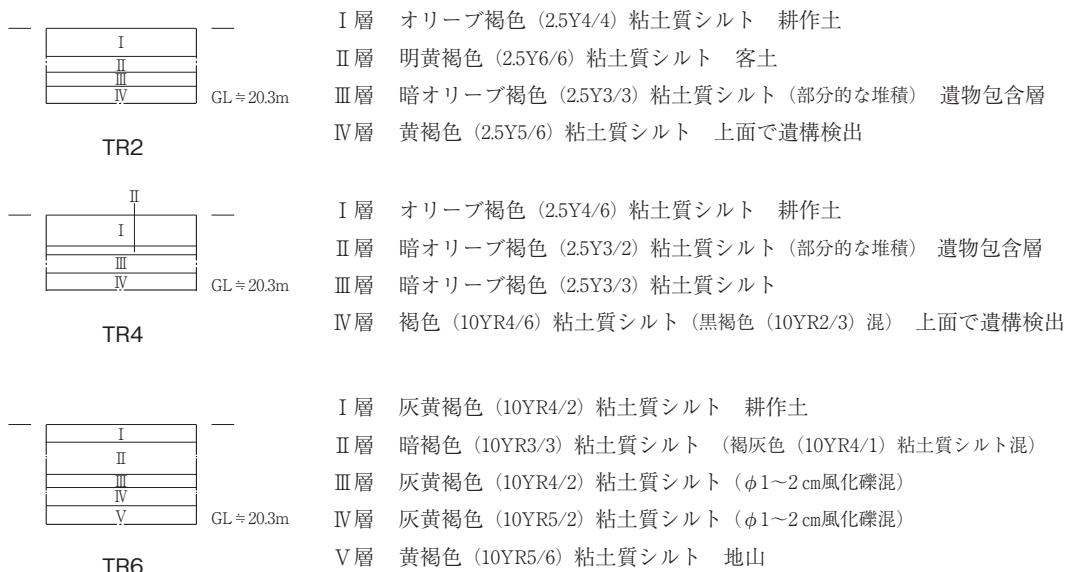 Ⅰ
Ⅱ
Ⅲ
Ⅳ
GL≒20.3m
TR2
Ⅰ層 オリーブ褐色（2.5Y4/4）粘土質シルト 耕作土
Ⅱ層 明黄褐色（2.5Y6/6）粘土質シルト 客土
Ⅲ層 暗オリーブ褐色（2.5Y3/3）粘土質シルト（部分的な堆積） 遺物包含層
Ⅳ層 黄褐色（2.5Y5/6）粘土質シルト 上面で遺構検出
Ⅱ
Ⅰ
Ⅲ
Ⅳ
GL≒20.3m
TR4
Ⅰ層 オリーブ褐色（2.5Y4/6）粘土質シルト 耕作土
Ⅱ層 暗オリーブ褐色（2.5Y3/2）粘土質シルト（部分的な堆積） 遺物包含層
Ⅲ層 暗オリーブ褐色（2.5Y3/3）粘土質シルト
Ⅳ層 褐色（10YR4/6）粘土質シルト（黒褐色（10YR2/3）混） 上面で遺構検出
Ⅰ
Ⅱ
Ⅲ
Ⅳ
Ⅴ
GL≒20.3m
TR6
Ⅰ層 灰黄褐色（10YR4/2）粘土質シルト 耕作土
Ⅱ層 暗褐色（10YR3/3）粘土質シルト （褐灰色（10YR4/1）粘土質シルト混）
Ⅲ層 灰黄褐色（10YR4/2）粘土質シルト（φ1～2㎝風化礫混）
Ⅳ層 灰黄褐色（10YR5/2）粘土質シルト（φ1～2㎝風化礫混）
Ⅴ層 黄褐色（10YR5/6）粘土質シルト 地山